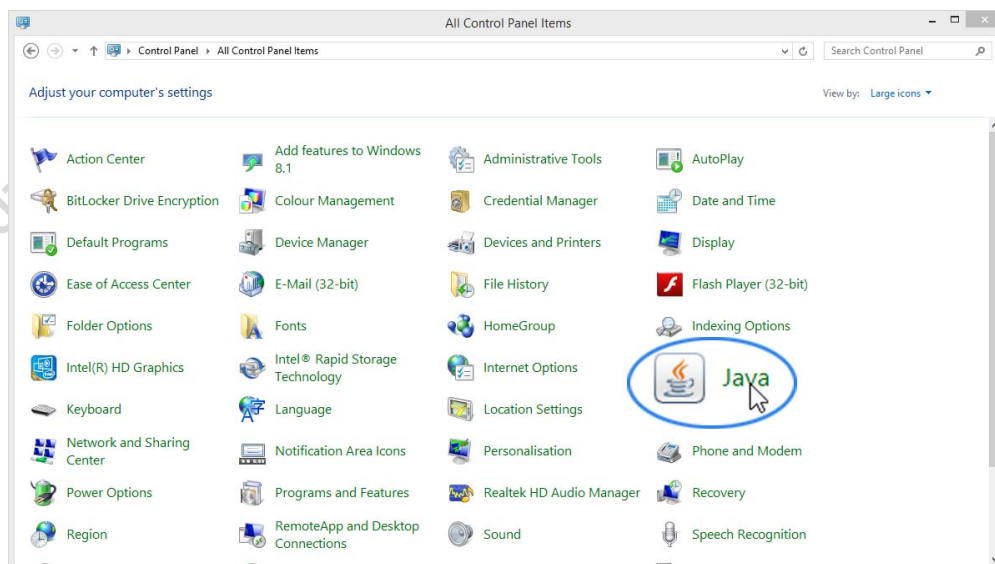 All Control Panel Items
Control Panel All Control Panel Items
Search Control Panel
Adjust your computer's settings
View by: Large icons
Action Center
Add features to Windows
8.1
Administrative Tools
AutoPlay
BitLocker Drive Encryption
Colour Management
Credential Manager
Date and Time
Default Programs
Device Manager
Devices and Printers
Display
Ease of Access Center
E-Mail (32-bit)
File History
Flash Player (32-bit)
Folder Options
Fonts
HomeGroup
Indexing Options
Intel(R) HD Graphics
Intel® Rapid Storage
Technology
Internet Options
Java
Keyboard
Language
Location Settings
Network and Sharing
Center
Notification Area Icons
Personalisation
Phone and Modem
Power Options
Programs and Features
Realtek HD Audio Manager
Recovery
Region
RemoteApp and Desktop
Connections
Sound
Speech Recognition